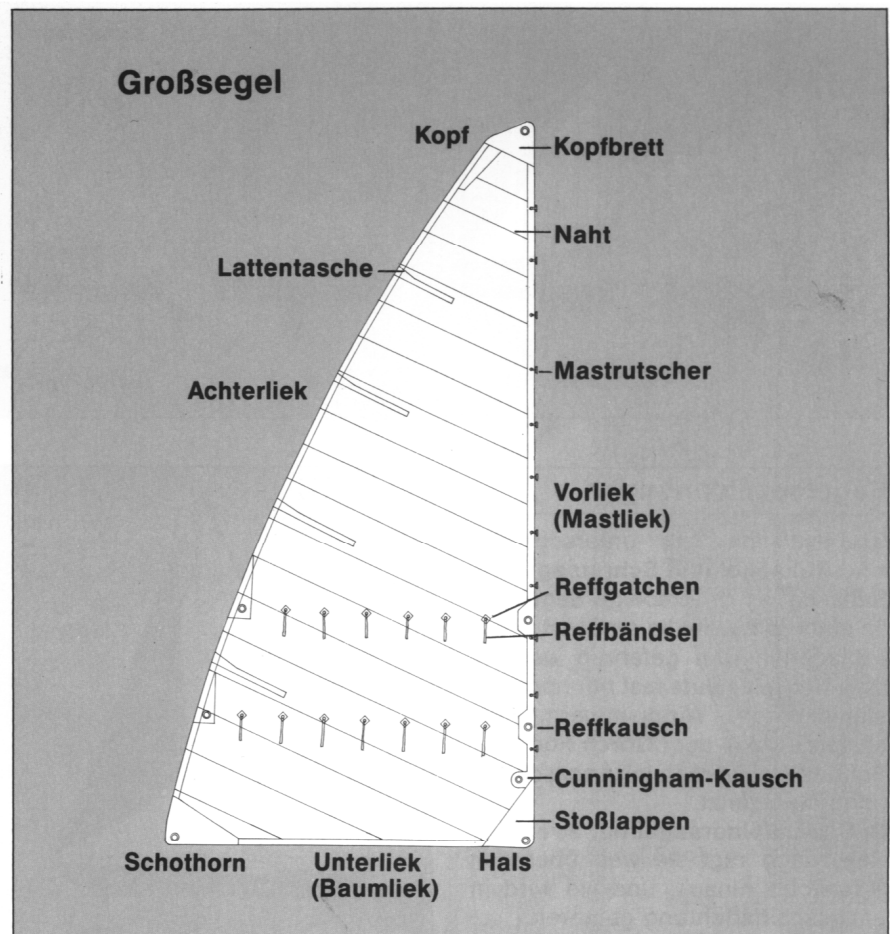 Großsegel
Kopf
Kopfbrett
Naht
Lattentasche
Mastrutscher
Achterliek
Vorliek
(Mastliek)
Reffgatchen
Reffbändsel
Reffkausch
Cunningham-Kausch
Stoßlappen
Schothorn
Unterliek
(Baumliek)
Hals